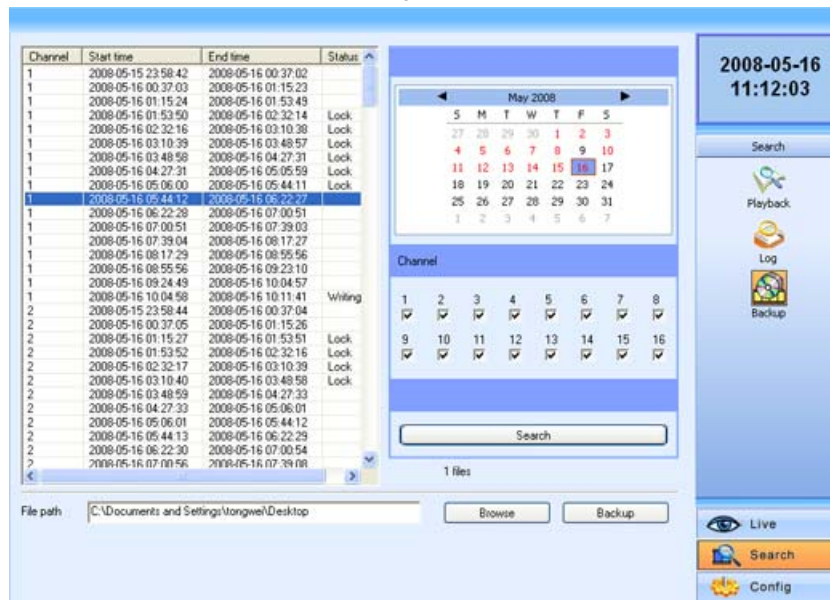 Channel Start time End time Status
1 2008-05-15 23:58:42 2008-05-16 00:37:02
1 2008-05-16 00:37:03 2008-05-16 01:15:23
1 2008-05-16 01:15:24 2008-05-16 01:53:49
1 2008-05-16 01:53:50 2008-05-16 02:32:14 Lock
1 2008-05-16 02:32:16 2008-05-16 03:10:38 Lock
1 2008-05-16 03:10:39 2008-05-16 03:48:57 Lock
1 2008-05-16 03:48:58 2008-05-16 04:27:31 Lock
1 2008-05-16 04:27:31 2008-05-16 05:05:59 Lock
1 2008-05-16 05:06:00 2008-05-16 05:44:11 Lock
1 2008-05-16 05:44:12 2008-05-16 06:22:27
1 2008-05-16 06:22:28 2008-05-16 07:00:51
1 2008-05-16 07:00:51 2008-05-16 07:39:03
1 2008-05-16 07:39:04 2008-05-16 08:17:27
1 2008-05-16 08:17:29 2008-05-16 08:55:56
1 2008-05-16 08:55:56 2008-05-16 09:23:10
1 2008-05-16 09:24:49 2008-05-16 10:04:57
1 2008-05-16 10:04:58 2008-05-16 10:11:41 Writing
2 2008-05-15 23:58:44 2008-05-16 00:37:04
2 2008-05-16 00:37:05 2008-05-16 01:15:26
2 2008-05-16 01:15:27 2008-05-16 01:53:51 Lock
2 2008-05-16 01:53:52 2008-05-16 02:32:16 Lock
2 2008-05-16 02:32:17 2008-05-16 03:10:39 Lock
2 2008-05-16 03:10:40 2008-05-16 03:48:58 Lock
2 2008-05-16 03:48:59 2008-05-16 04:27:33
2 2008-05-16 04:27:33 2008-05-16 05:06:01
2 2008-05-16 05:06:01 2008-05-16 05:44:12
2 2008-05-16 05:44:13 2008-05-16 06:22:29
2 2008-05-16 06:22:30 2008-05-16 07:00:54
2 2008-05-16 07:00:56 2008-05-16 07:39:08
May 2008
S M T W T F S
27 28 29 30 1 2 3
4 5 6 7 8 9 10
11 12 13 14 15 16 17
18 19 20 21 22 23 24
25 26 27 28 29 30 31
1 2 3 4 5 6 7
Channel
1 2 3 4 5 6 7 8
9 10 11 12 13 14 15 16
Search
1 files
File path C:\Documents and Settings\tongwei\Desktop Browse Backup
2008-05-16
11:12:03
Search
Playback
Log
Backup
Live
Search
Config